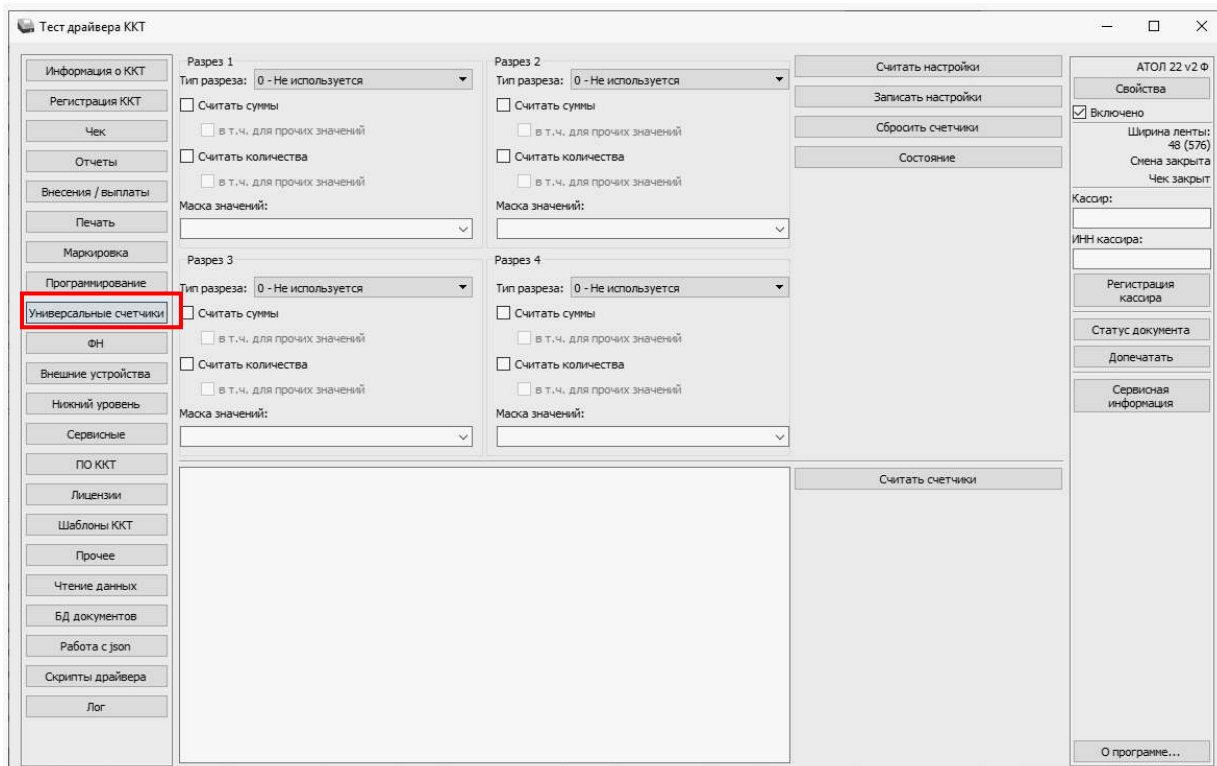 Тест драйвера ККТ
Информация о ККТ
Регистрация ККТ
Чек
Отчеты
Внесения / выплаты
Печать
Маркировка
Программирование
Универсальные счетчики
ФН
Внешние устройства
Нижний уровень
Сервисные
ПО ККТ
Лицензии
Шаблоны ККТ
Прочее
Чтение данных
БД документов
Работа с json
Скрипты драйвера
Лог
Разрез 1
Тип разреза: 0 - Не используется
Считать суммы
в т.ч. для прочих значений
Считать количества
в т.ч. для прочих значений
Маска значений:
Разрез 2
Тип разреза: 0 - Не используется
Считать суммы
в т.ч. для прочих значений
Считать количества
в т.ч. для прочих значений
Маска значений:
Разрез 3
Тип разреза: 0 - Не используется
Считать суммы
в т.ч. для прочих значений
Считать количества
в т.ч. для прочих значений
Маска значений:
Разрез 4
Тип разреза: 0 - Не используется
Считать суммы
в т.ч. для прочих значений
Считать количества
в т.ч. для прочих значений
Маска значений:
Считать настройки
Записать настройки
Сбросить счетчики
Состояние
Считать счетчики
АТОЛ 22 v2 Ф
Свойства
Включено
Ширина ленты:
48 (576)
Смена закрыта
Чек закрыт
Кассир:
ИНН кассира:
Регистрация
кассира
Статус документа
Допечатать
Сервисная
информация
О программе...